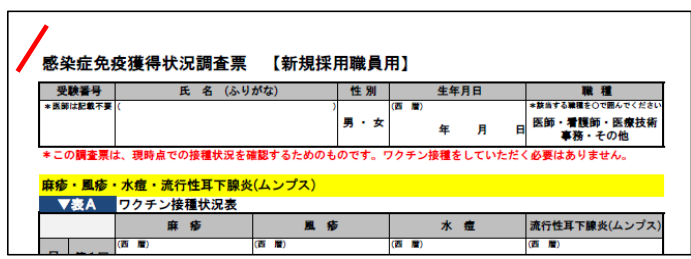 感染症免疫獲得状況調査票 【新規採用職員用】
受験番号 氏 名 (ふりがな) 性 別 生年月日 職 種
*医師は記載不要 ( ) 男 ・ 女 (西 暦) 年 月 日 *該当する職種を○で囲んでください
医師・看護師・医療技術
事務・その他
*この調査票は、現時点での接種状況を確認するためのものです。ワクチン接種をしていただく必要はありません。
麻疹・風疹・水痘・流行性耳下腺炎(ムンプス)
▼表A ワクチン接種状況表
麻 疹 風 疹 水 痘 流行性耳下腺炎(ムンプス)
(西 暦) (西 暦) (西 暦) (西 暦)